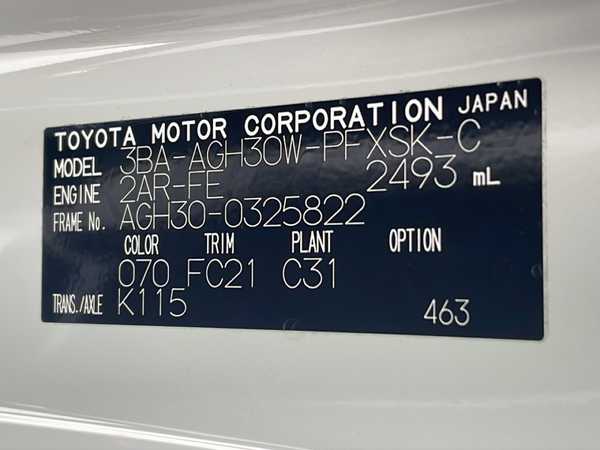 TOYOTA MOTOR CORPORATION JAPAN
MODEL 3BA-AGH30W-PFXSK-C
ENGINE 2AR-FE 2493 mL
FRAME No. AGH30-0325822
COLOR TRIM PLANT OPTION
070 FC21 C31
TRANS./AXLE K115
463